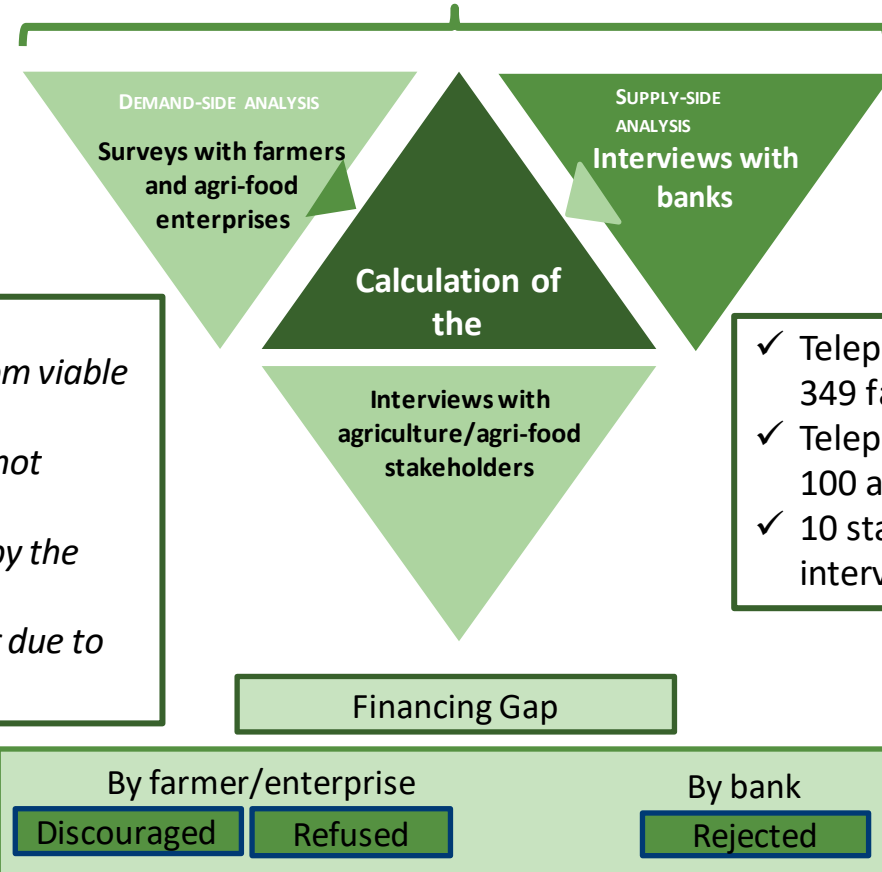 DEMAND-SIDE ANALYSIS
Surveys with farmers
and agri-food
enterprises
SUPPLY-SIDE
ANALYSIS
Interviews with
banks
Calculation of
the
viable
not
by the
due to
Interviews with
agriculture/agri-food
stakeholders
✓ Telep
349 fa
✓ Telep
100 a
✓ 10 sta
interv
Financing Gap
By farmer/enterprise
Discouraged
Refused
By bank
Rejected